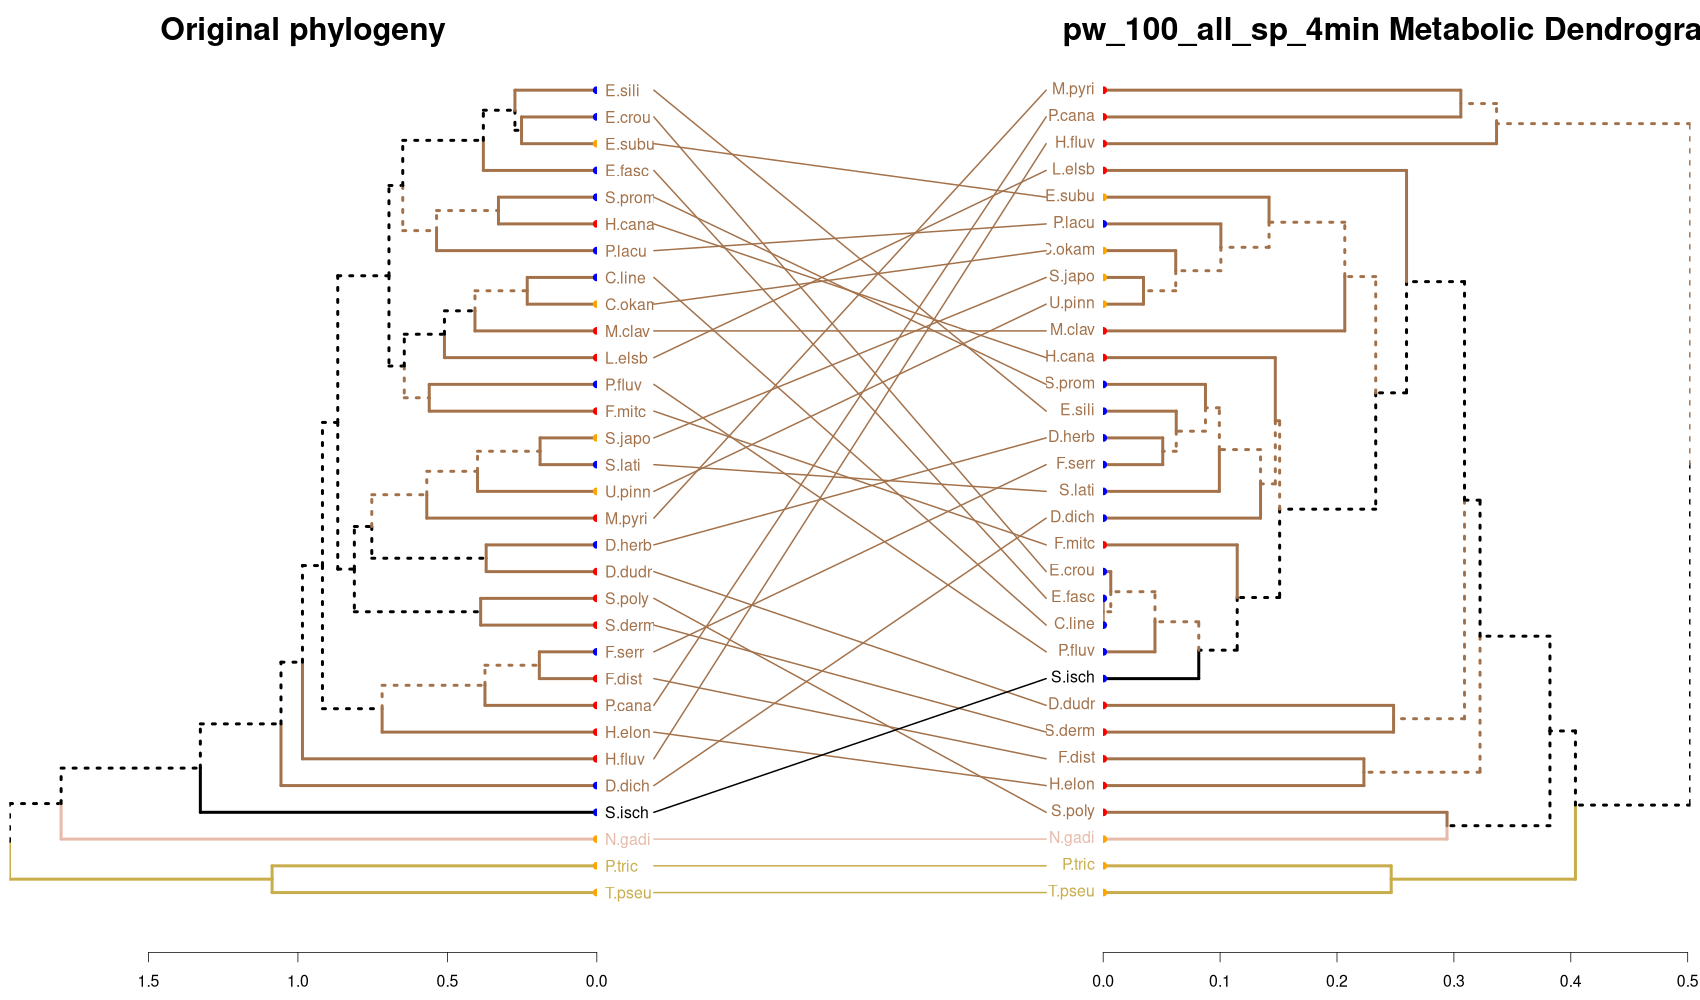 Original phylogeny
pw_100_all_sp_4min Metabolic Dendrogra
E.sili
E.crou
E.subu
E.fasc
S.prom
H.cana
P.lacu
C.line
C.okan
M.clav
L.elsb
P.fluv
F.mitc
S.japo
S.lati
U.pinn
M.pyri
D.herb
D.dudr
S.poly
S.derm
F.serr
F.dist
P.cana
H.elon
H.fluv
D.dich
S.isch
N.gadi
P.tric
T.pseu
M.pyri
P.cana
H.fluv
L.elsb
E.subu
P.lacu
C.okam
S.japo
U.pinn
M.clav
H.cana
S.prom
E.sili
D.herb
F.serr
S.lati
D.dich
F.mitc
E.crou
E.fasc
C.line
P.fluv
S.isch
D.dudr
S.derm
F.dist
H.elon
S.poly
N.gadi
P.tric
T.pseu
1.5 1.0 0.5 0.0
0.0 0.1 0.2 0.3 0.4 0.5